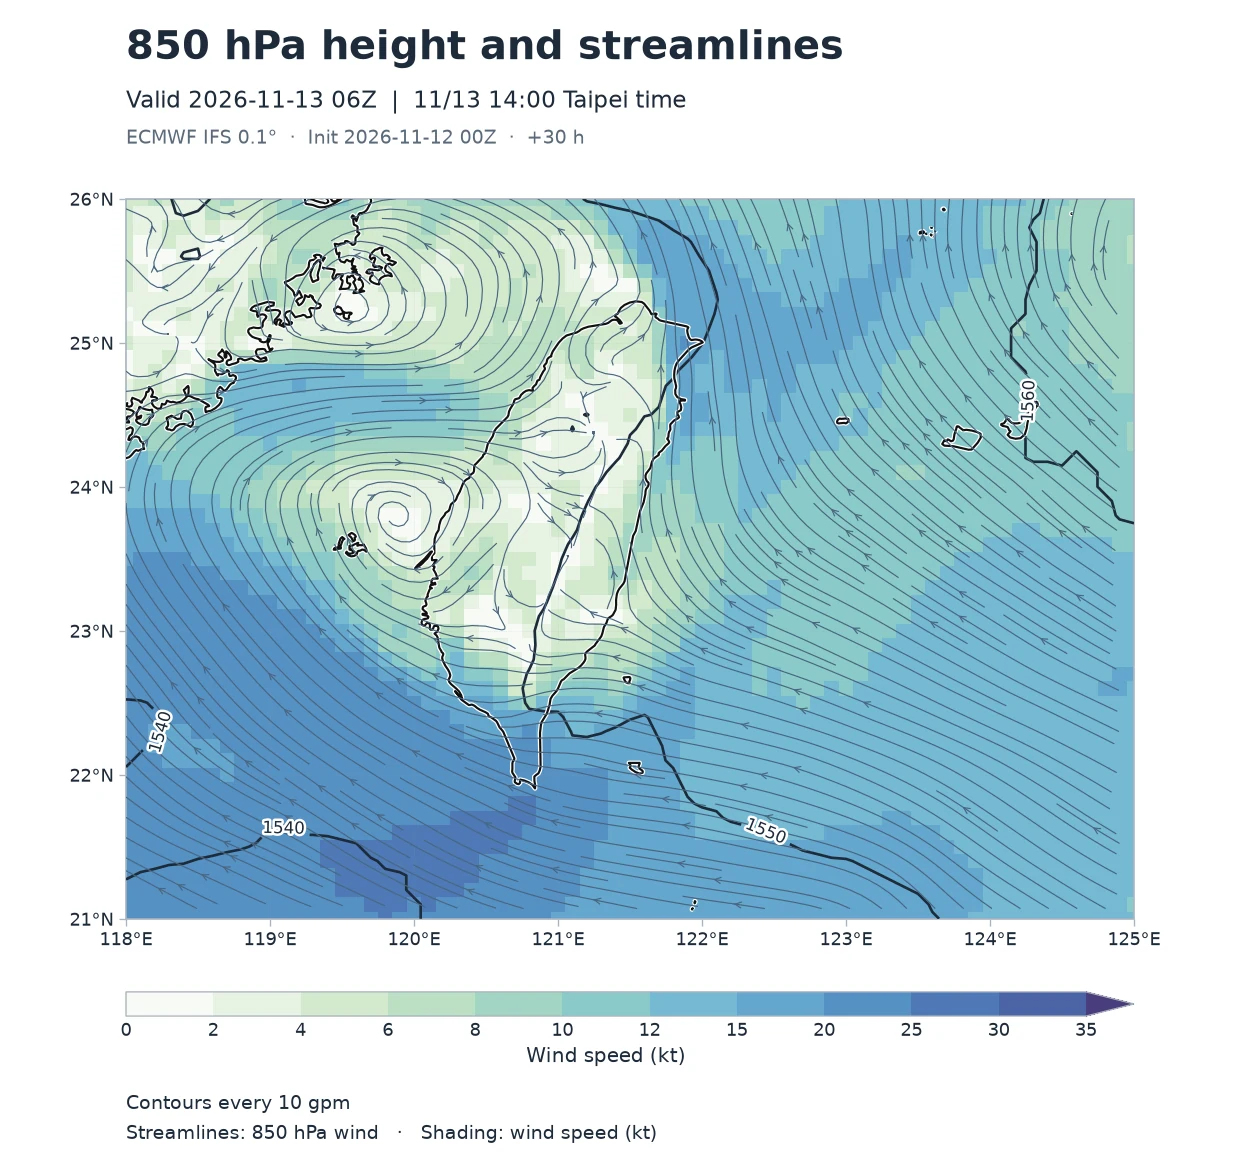 850 hPa height and streamlines
Valid 2026-11-13 06Z | 11/13 14:00 Taipei time
ECMWF IFS 0.1° · Init 2026-11-12 00Z · +30 h
26°N
25°N
1560
24°N
23°N
1540
22°N
1540
1550
21°N
118°E 119°E 120°E 121°E 122°E 123°E 124°E 125°E
0 2 4 6 8 10 12 15 20 25 30 35
Wind speed (kt)
Contours every 10 gpm
Streamlines: 850 hPa wind · Shading: wind speed (kt)